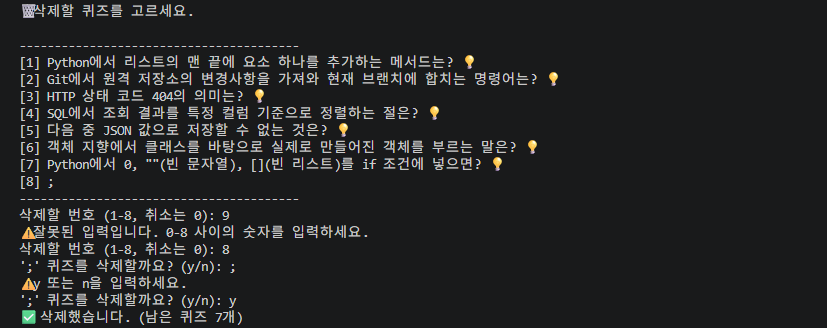 🗑️삭제할 퀴즈를 고르세요.
----------------------------------------
[1] Python에서 리스트의 맨 끝에 요소 하나를 추가하는 메서드는? 💡
[2] Git에서 원격 저장소의 변경사항을 가져와 현재 브랜치에 합치는 명령어는? 💡
[3] HTTP 상태 코드 404의 의미는? 💡
[4] SQL에서 조회 결과를 특정 컬럼 기준으로 정렬하는 절은? 💡
[5] 다음 중 JSON 값으로 저장할 수 없는 것은? 💡
[6] 객체 지향에서 클래스를 바탕으로 실제로 만들어진 객체를 부르는 말은? 💡
[7] Python에서 0, ""(빈 문자열), [](빈 리스트)를 if 조건에 넣으면? 💡
[8] ;
----------------------------------------
삭제할 번호 (1-8, 취소는 0): 9
⚠️잘못된 입력입니다. 0-8 사이의 숫자를 입력하세요.
삭제할 번호 (1-8, 취소는 0): 8
';' 퀴즈를 삭제할까요? (y/n): ;
⚠️y 또는 n을 입력하세요.
';' 퀴즈를 삭제할까요? (y/n): y
✅ 삭제했습니다. (남은 퀴즈 7개)